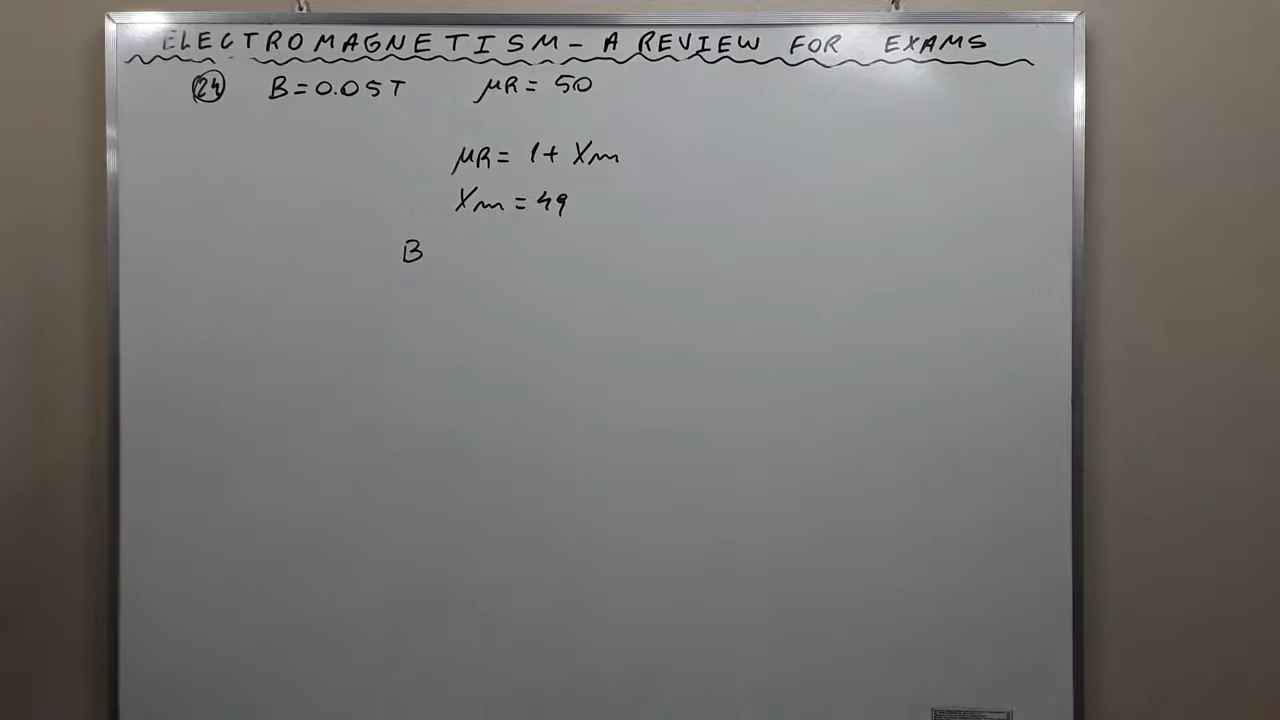 ELECTROMAGNETISM - A REVIEW FOR EXAMS
24 B = 0.05T μR = 50
μR = 1 + Xm
Xm = 49
B